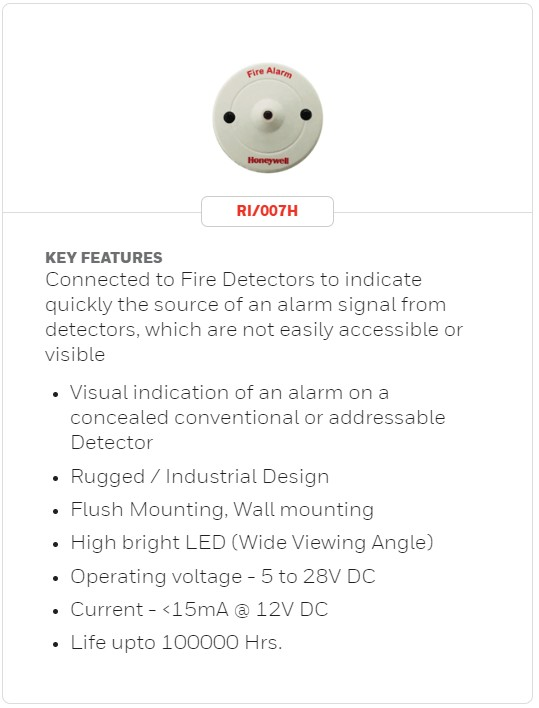 Fire Alarm
Honeywell
RI/007H
KEY FEATURES
Connected to Fire Detectors to indicate
quickly the source of an alarm signal from
detectors, which are not easily accessible or
visible
• Visual indication of an alarm on a
concealed conventional or addressable
Detector
• Rugged / Industrial Design
• Flush Mounting, Wall mounting
• High bright LED (Wide Viewing Angle)
• Operating voltage - 5 to 28V DC
• Current - <15mA @ 12V DC
• Life upto 100000 Hrs.